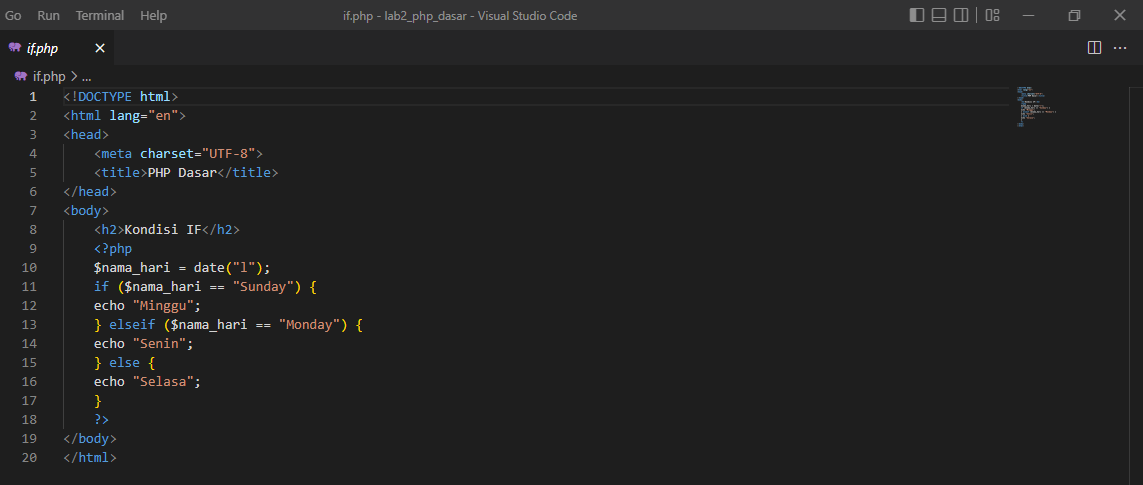 Go Run Terminal Help if.php - lab2_php_dasar - Visual Studio Code
if.php
if.php > ...
1 <!DOCTYPE html>
2 <html lang="en">
3 <head>
4 <meta charset="UTF-8">
5 <title>PHP Dasar</title>
6 </head>
7 <body>
8 <h2>Kondisi IF</h2>
9 <?php
10 $nama_hari = date("l");
11 if ($nama_hari == "Sunday") {
12 echo "Minggu";
13 } elseif ($nama_hari == "Monday") {
14 echo "Senin";
15 } else {
16 echo "Selasa";
17 }
18 ?>
19 </body>
20 </html>